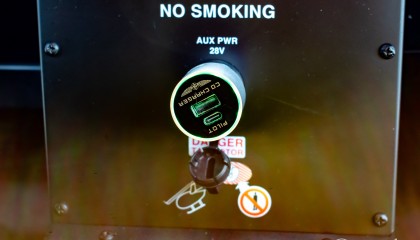 NO SMOKING
AUX PWR
28V
PILOT
CO CHARGER
DANGER